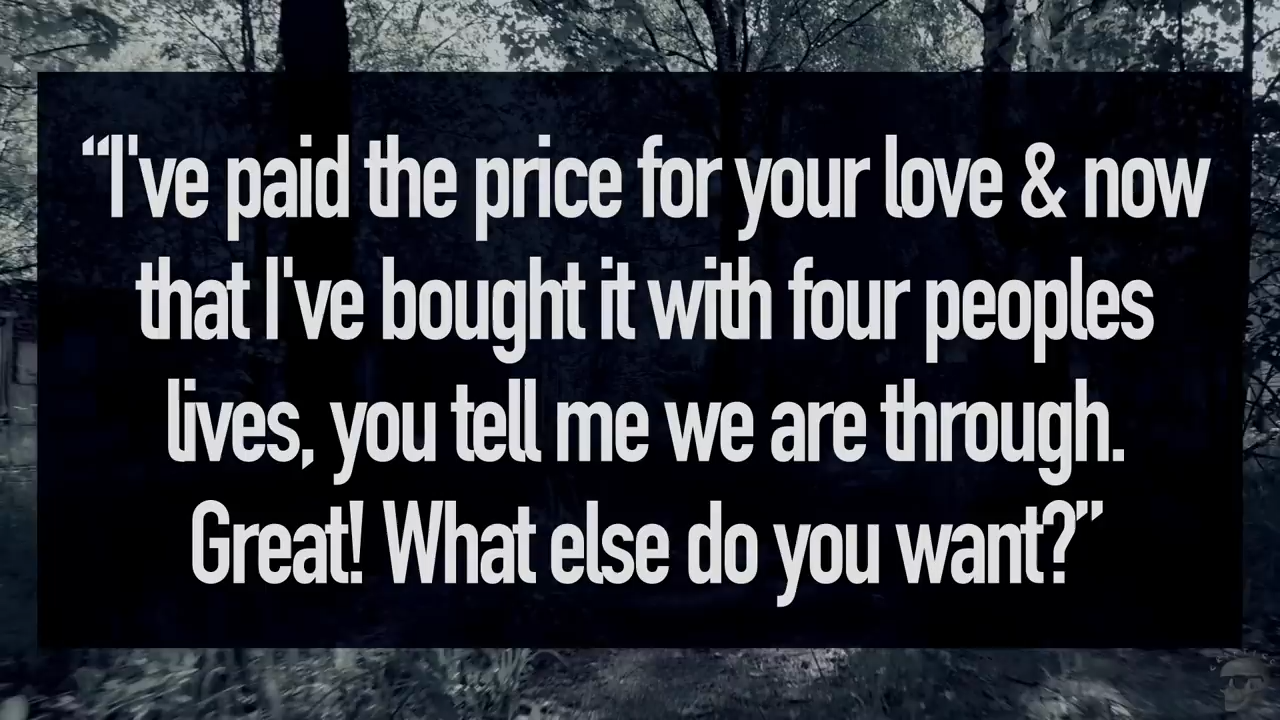 “I've paid the price for your love & now
that I've bought it with four peoples
lives, you tell me we are through.
Great! What else do you want?”